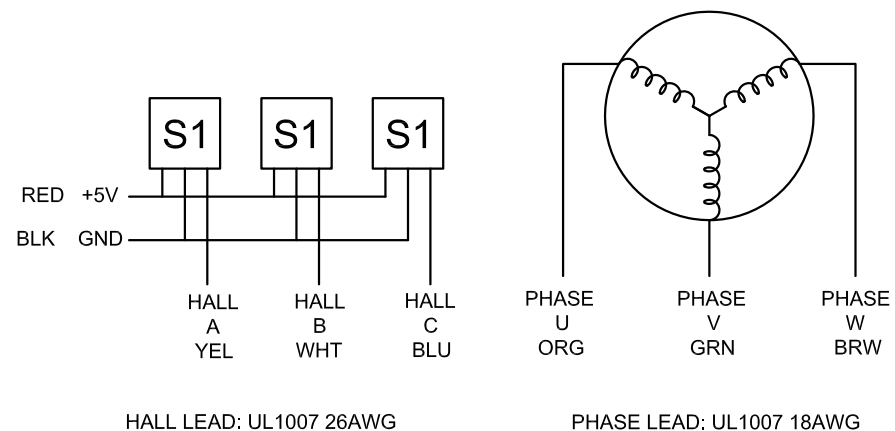 S1 S1 S1
RED +5V
BLK GND
HALL HALL HALL
A B C
YEL WHT BLU
PHASE PHASE PHASE
U V W
ORG GRN BRW
HALL LEAD: UL1007 26AWG
PHASE LEAD: UL1007 18AWG